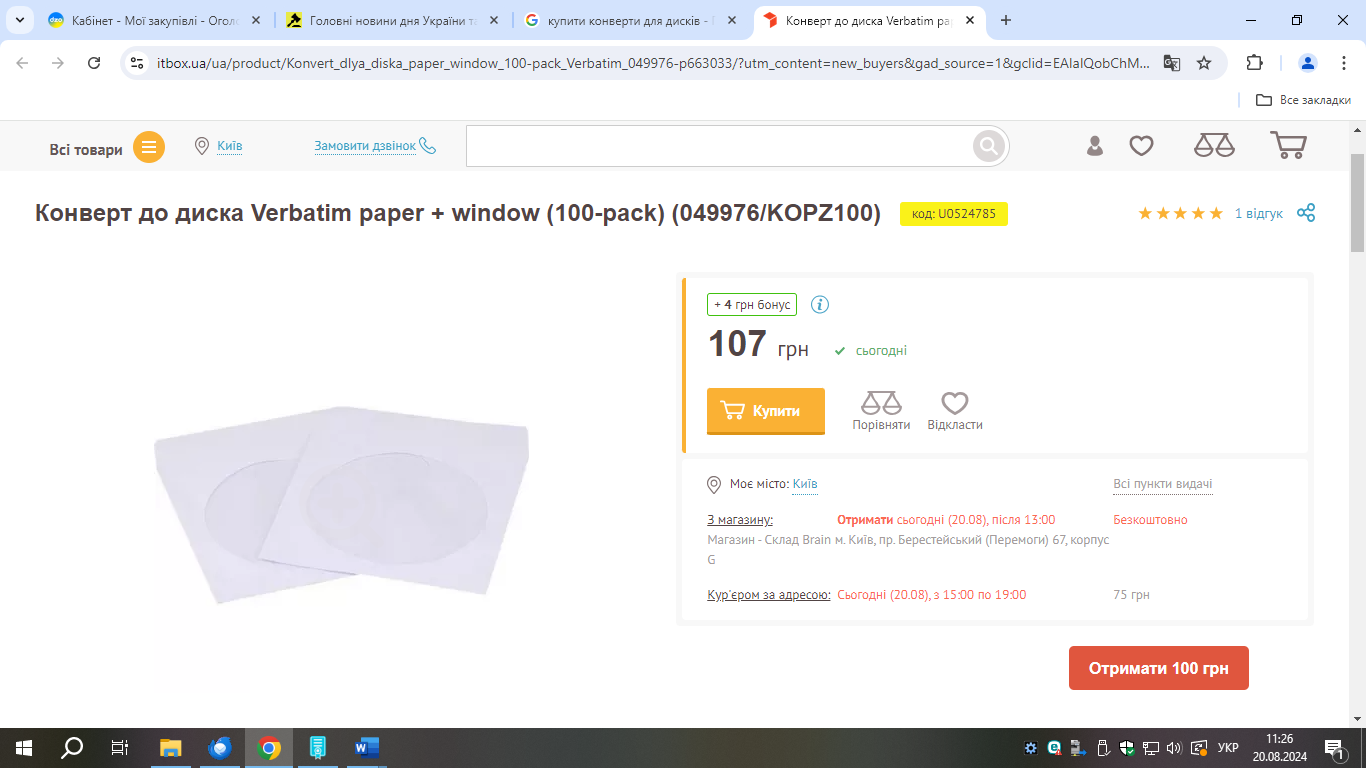 Кабінет - Мої закупівлі - Огол
Головні новини дня України та
купити конверти для дисків -
Конверт до диска Verbatim pa
itbox.ua/ua/product/Konvert_dlya_diska_paper_window_100-pack_Verbatim_049976-p663033/?utm_content=new_buyers&gad_source=1&gclid=EAIaIQobChM...
Все закладки
Всі товари
Київ
Замовити дзвінок
Конверт до диска Verbatim paper + window (100-pack) (049976/KOPZ100)
код: U0524785
1 відгук
+ 4 грн бонус
107 грн
сьогодні
Купити
Порівняти
Відкласти
Моє місто: Київ
Всі пункти видачі
З магазину:
Отримати сьогодні (20.08), після 13:00
Безкоштовно
Магазин - Склад Brain м. Київ, пр. Берестейський (Перемоги) 67, корпус
G
Кур'єром за адресою:
Сьогодні (20.08), з 15:00 по 19:00
75 грн
Отримати 100 грн
УКР
11:26
20.08.2024
1